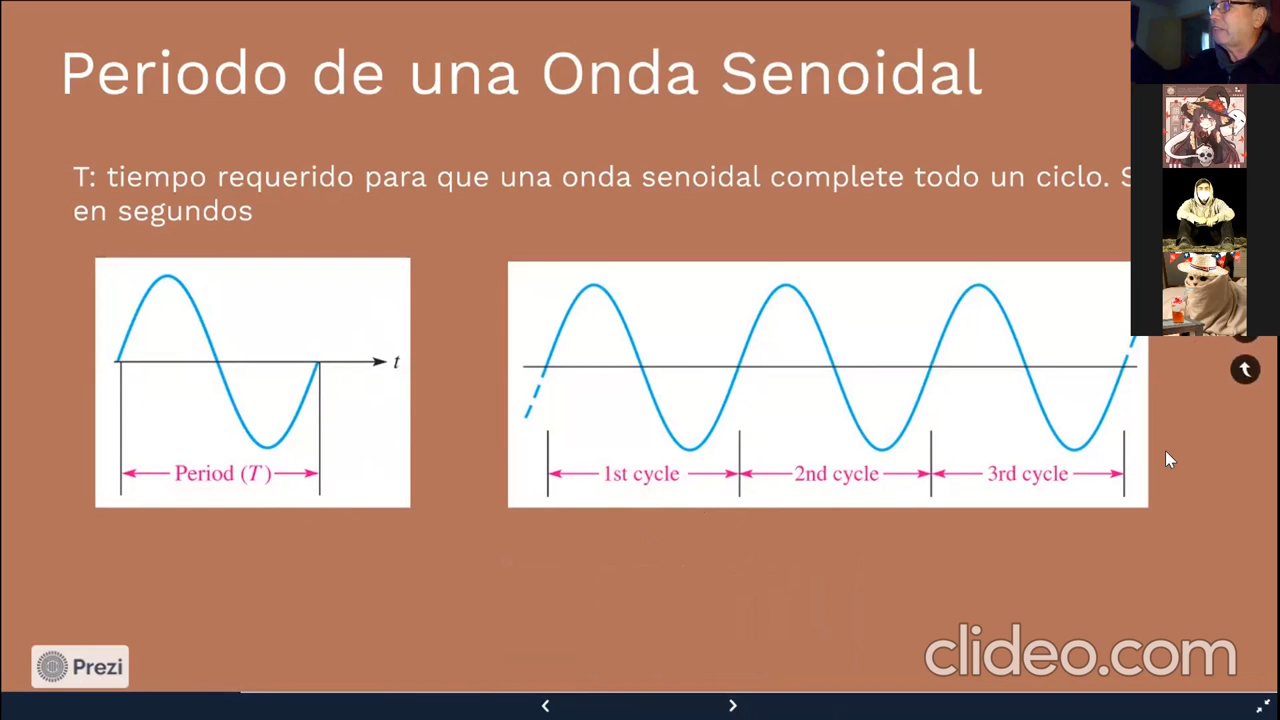 Periodo de una Onda Senoidal
T: tiempo requerido para que una onda senoidal complete todo un ciclo.
en segundos
t
Period (T)
1st cycle
2nd cycle
3rd cycle
Prezi
clideo.com